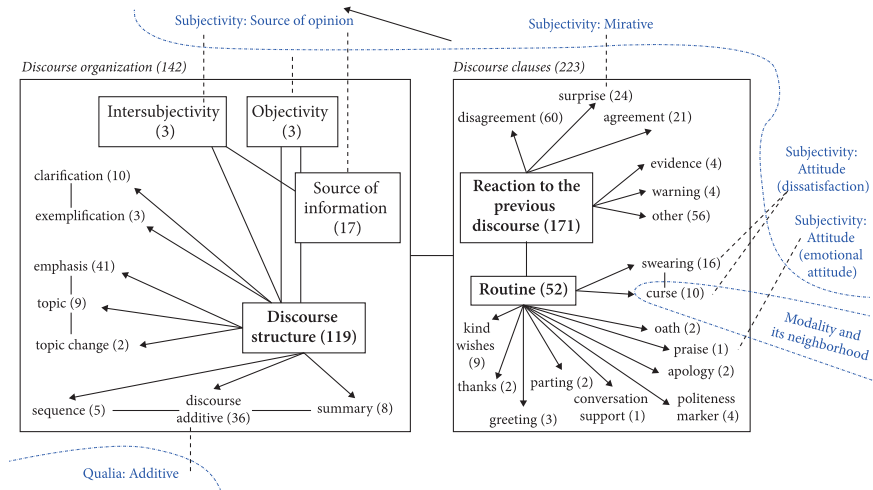 Subjectivity: Source of opinion
Subjectivity: Mirative
Discourse organization (142)
Intersubjectivity
(3)
Objectivity
(3)
Source of
information
(17)
clarification (10)
exemplification (3)
emphasis (41)
topic (9)
topic change (2)
Discourse
structure (119)
sequence (5)
discourse
additive (36)
summary (8)
Qualia: Additive
Discourse clauses (223)
surprise (24)
disagreement (60)
agreement (21)
evidence (4)
warning (4)
other (56)
Reaction to the
previous
discourse (171)
Routine (52)
swearing (16)
curse (10)
kind
wishes
(9)
oath (2)
praise (1)
apology (2)
thanks (2)
parting (2)
greeting (3)
conversation
support (1)
politeness
marker (4)
Subjectivity:
Attitude
(dissatisfaction)
Subjectivity:
Attitude
(emotional
attitude)
Modality and
its neighborhood